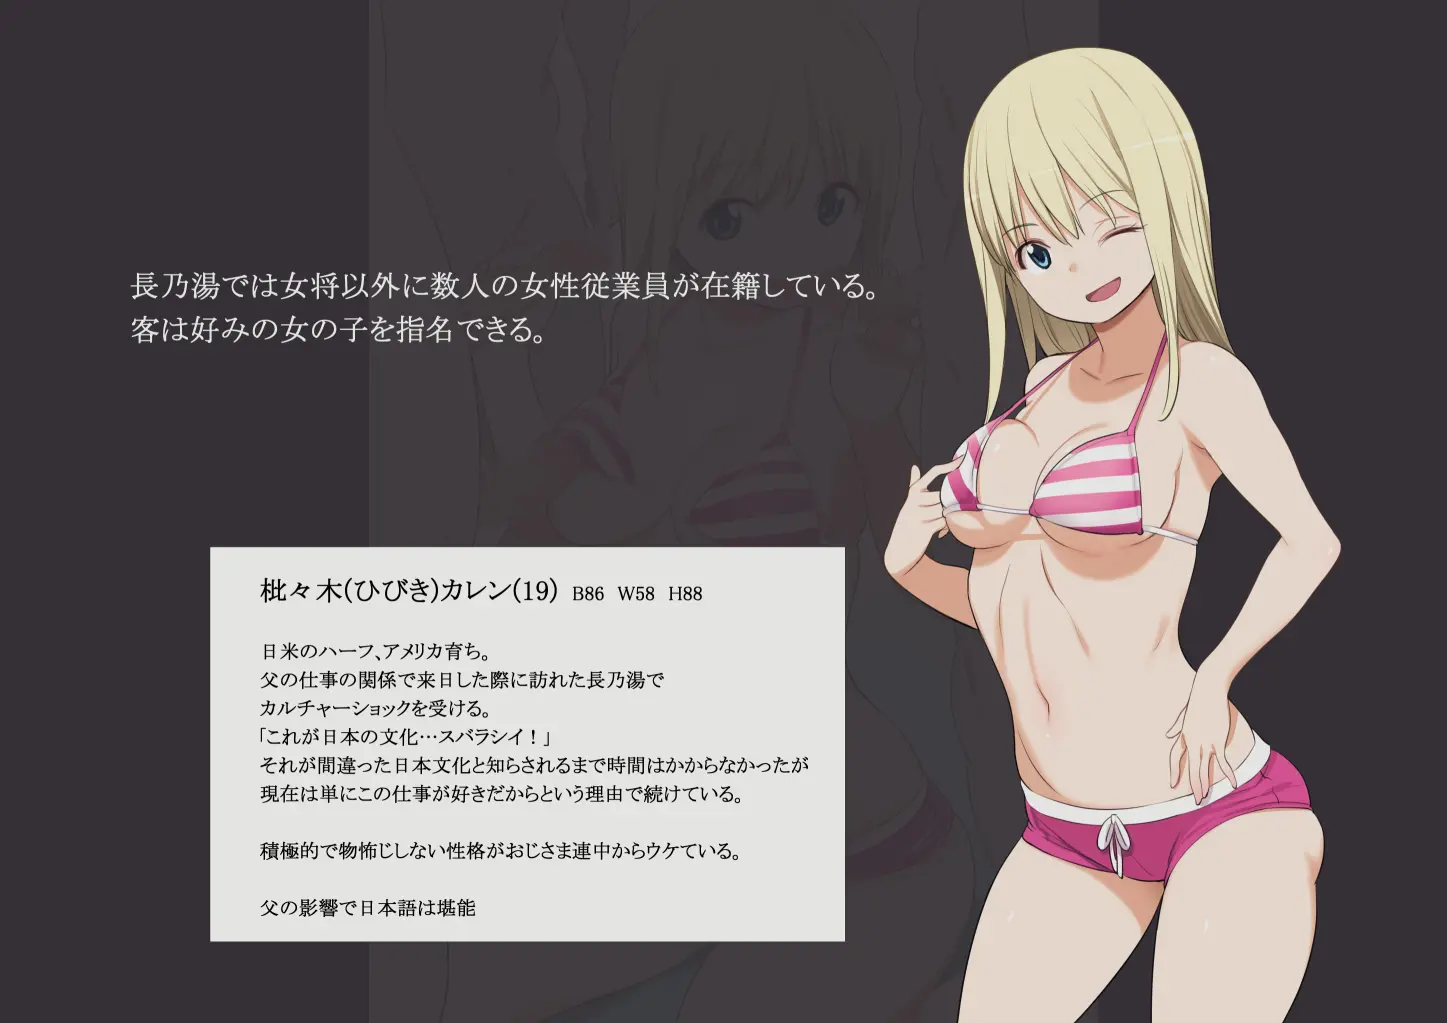 長乃湯では女将以外に数人の女性従業員が在籍している。
客は好みの女の子を指名できる。
枇々木(ひびき)カレン(19) B86 W58 H88
日米のハーフ、アメリカ育ち。
父の仕事の関係で来日した際に訪れた長乃湯で
カルチャーショックを受ける。
「これが日本の文化…スバラシイ！」
それが間違った日本文化と知らされるまで時間はかからなかったが
現在は単にこの仕事が好きだからという理由で続けている。
積極的で物怖じしない性格がおじさま連中からウケている。
父の影響で日本語は堪能